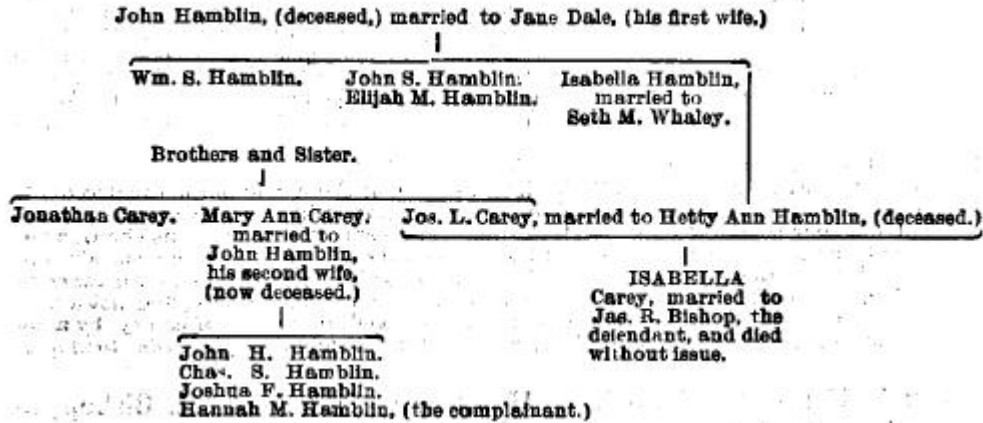 John Hamblin, (deceased,) married to Jane Dale, (his first wife.)
Wm. S. Hamblin.
John S. Hamblin.
Elijah M. Hamblin.
Isabella Hamblin,
married to
Seth M. Whaley.
Brothers and Sister.
Jonathan Carey.
Mary Ann Carey,
married to
John Hamblin,
his second wife,
(now deceased.)
Jos. L. Carey, married to Hetty Ann Hamblin, (deceased.)
ISABELLA
Carey, married to
Jas. R. Bishop, the
defendant, and died
without issue.
John H. Hamblin.
Chas. S. Hamblin.
Joshua F. Hamblin.
Hannah M. Hamblin, (the complainant.)